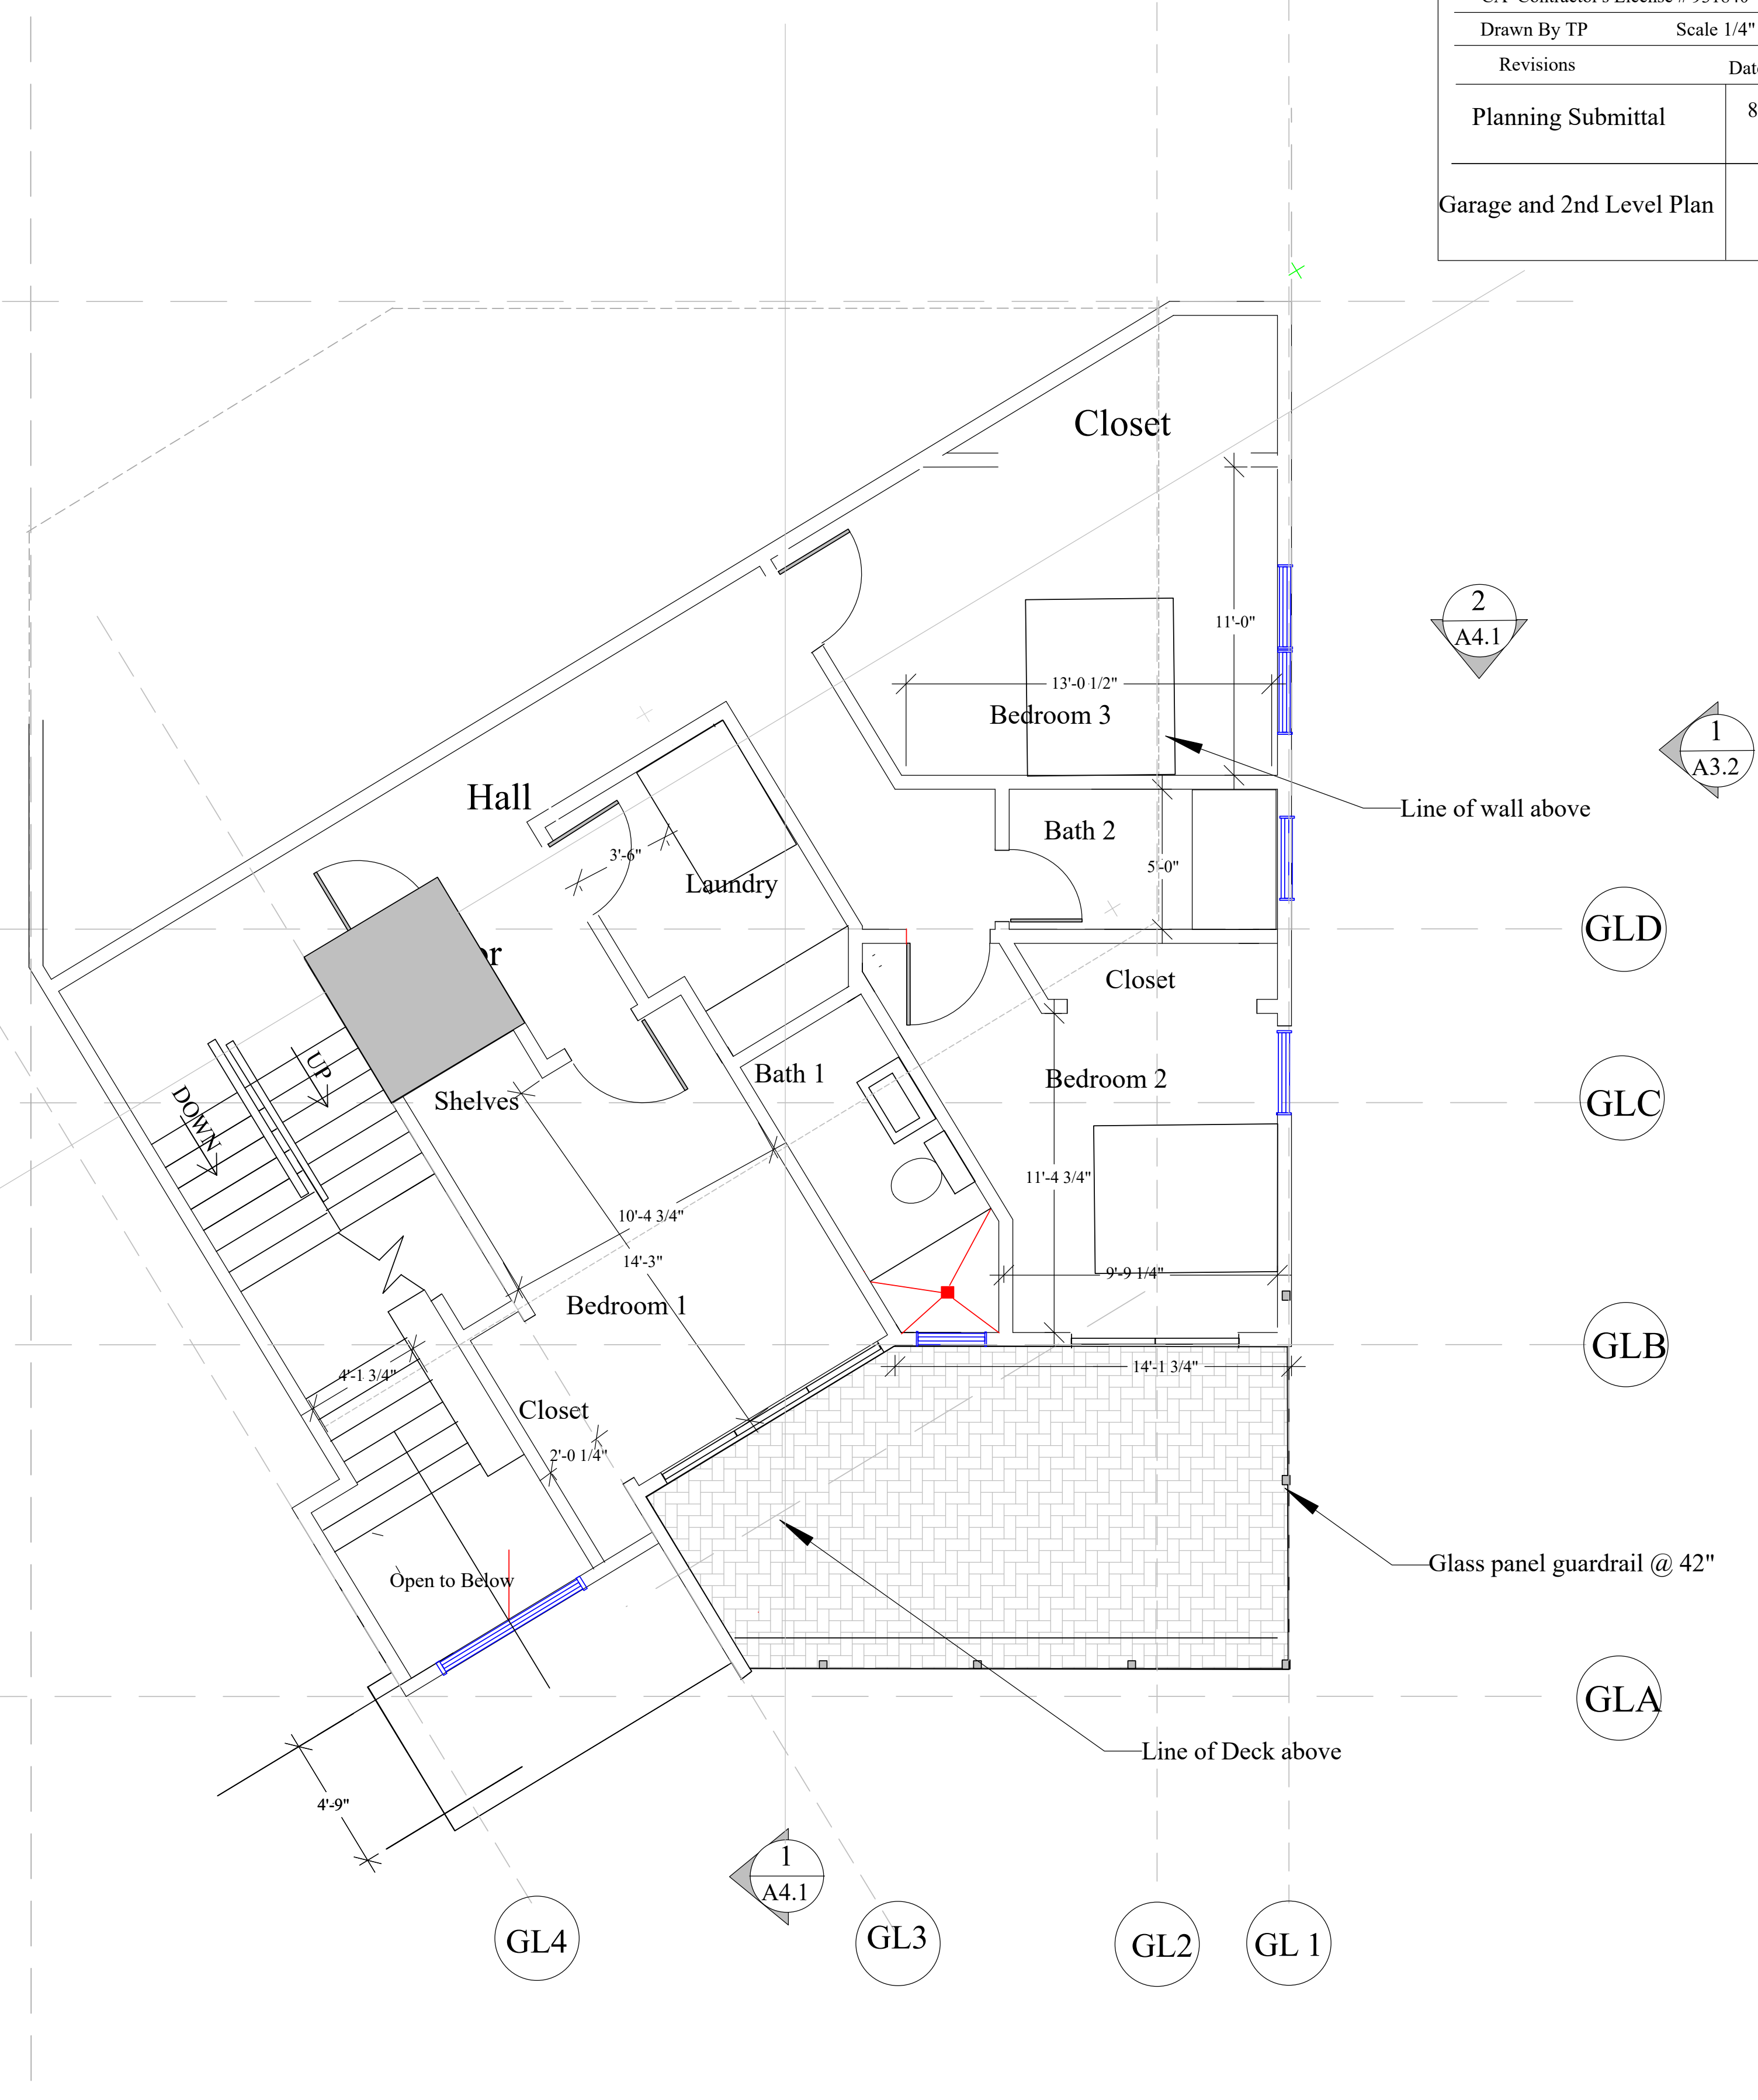 Drawn By TP Scale 1/4"
Revisions
Planning Submittal 8
Garage and 2nd Level Plan
Closet
2
A4.1
11'-0"
13'-0 1/2"
Bedroom 3
1
A3.2
Line of wall above
Hall
Bath 2
3'-6"
5'-0"
Laundry
GLD
Closet
UP
DOWN
Shelves
Bath 1
Bedroom 2
GLC
11'-4 3/4"
10'-4 3/4"
14'-3"
9'-9 1/4"
Bedroom 1
GLB
14'-1 3/4"
4'-1 3/4"
Closet
2'-0 1/4"
Glass panel guardrail @ 42"
Open to Below
GLA
Line of Deck above
4'-9"
1
A4.1
GL4
GL3
GL2
GL 1